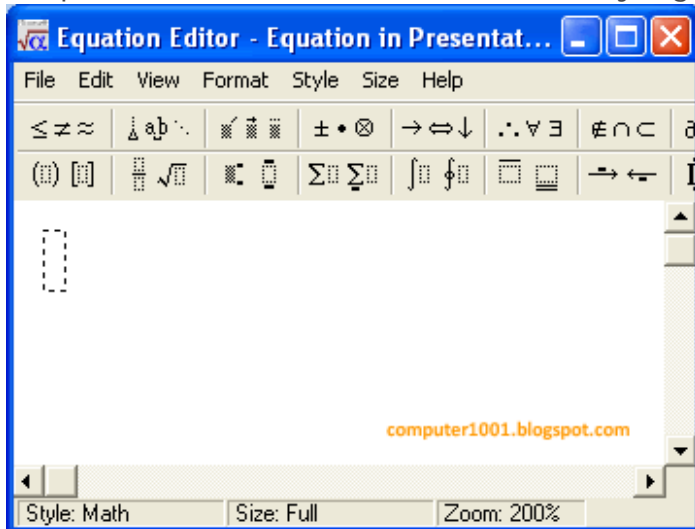 Equation Editor - Equation in Presentat...
File Edit View Format Style Size Help
≤≠≈ ab ± • ⊗ →⇔↓ ∴∀∃ ∉∩⊂ ∂
() [] √ Σ Σ ∫ ∮ → ←
computer1001.blogspot.com
Style: Math Size: Full Zoom: 200%